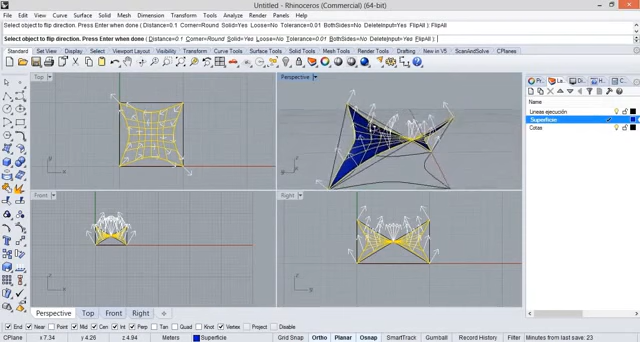 Untitled - Rhinoceros (Commercial) (64-bit)
File Edit View Curve Surface Solid Mesh Dimension Transform Tools Analyze Render Panels Help
Select object to flip direction. Press Enter when done ( Distance=0.1 Corner=Round Solid=Yes Loose=No Tolerance=0.01 BothSides=No DeleteInput=Yes FlipAll ): FlipAll
Select object to flip direction. Press Enter when done ( Distance=0.1 Corner=Round Solid=Yes Loose=No Tolerance=0.01 BothSides=No DeleteInput=Yes FlipAll ):
Standard CPlanes Set View Display Select Viewport Layout Visibility Transform Curve Tools Surface Tools Solid Tools Mesh Tools Render Tools Drafting New in V5 ScanAndSolve CPlanes
Top
Perspective
Front
Right
Name
Lineas ejecución
Superficie
Cotas
Perspective Top Front Right
End Near Point Mid Cen Int Perp Tan Quad Knot Vertex Project Disable
CPlane x 7.34 y 4.26 z 4.94 Meters Superficie Grid Snap Ortho Planar Osnap SmartTrack Gumball Record History Filter Minutes from last save: 23